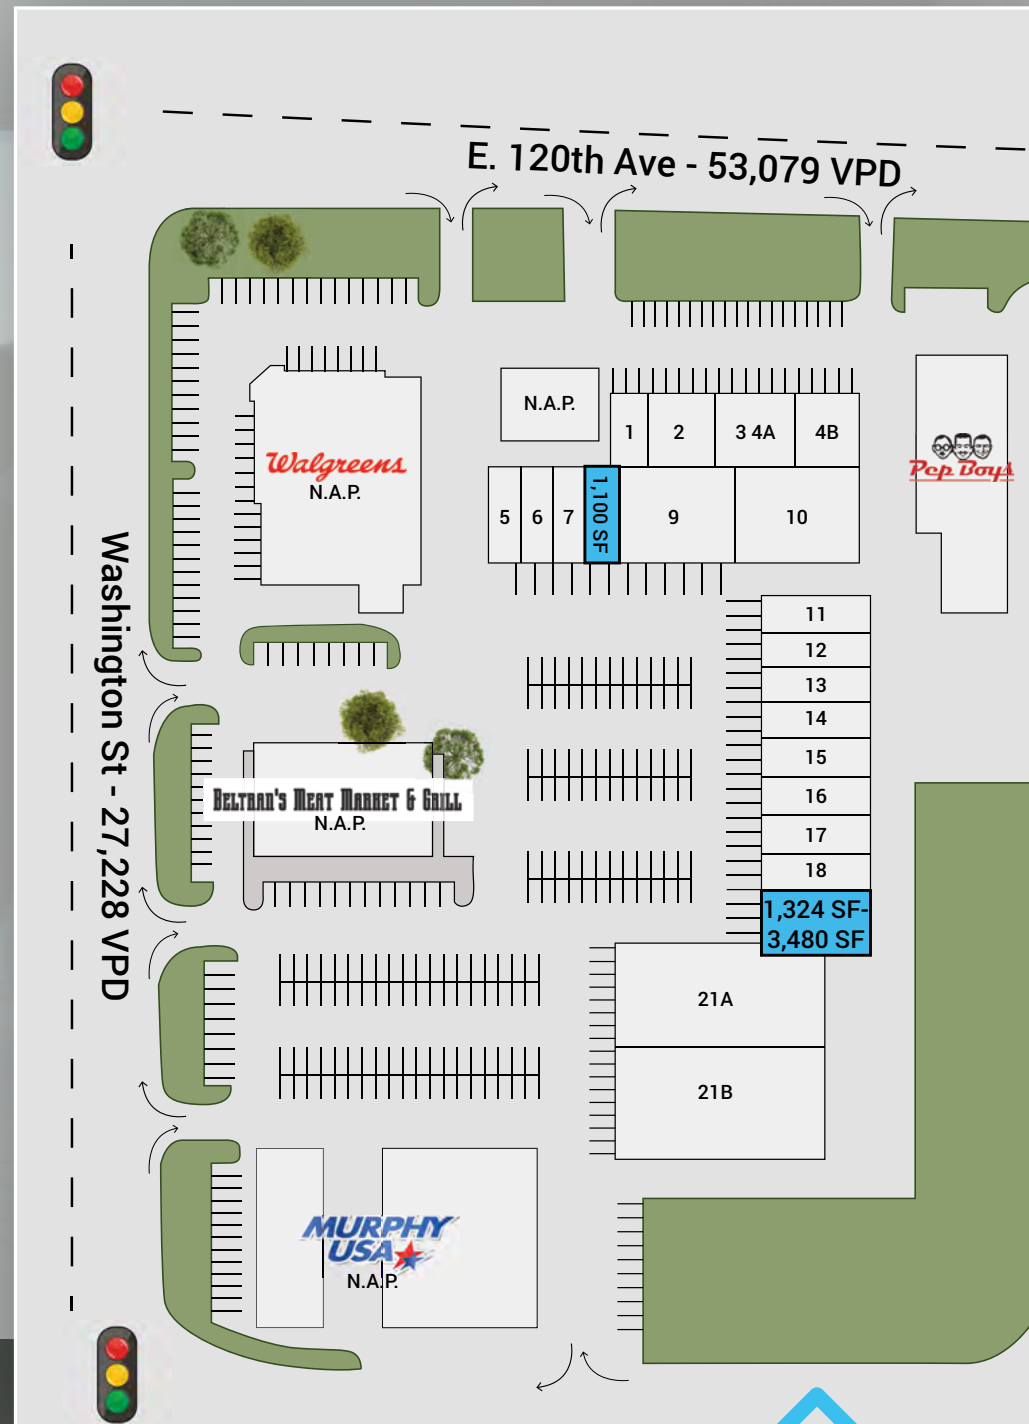 E. 120th Ave - 53,079 VPD
Washington St - 27,228 VPD
Walgreens
N.A.P.
N.A.P.
1
2
3 4A
4B
Pep Boys
5
6
7
1,100 SF
9
10
11
12
13
14
15
16
17
18
1,324 SF-
3,480 SF
BELTRAN'S MEAT MARKET & GRILL
N.A.P.
21A
21B
MURPHY
USA
N.A.P.